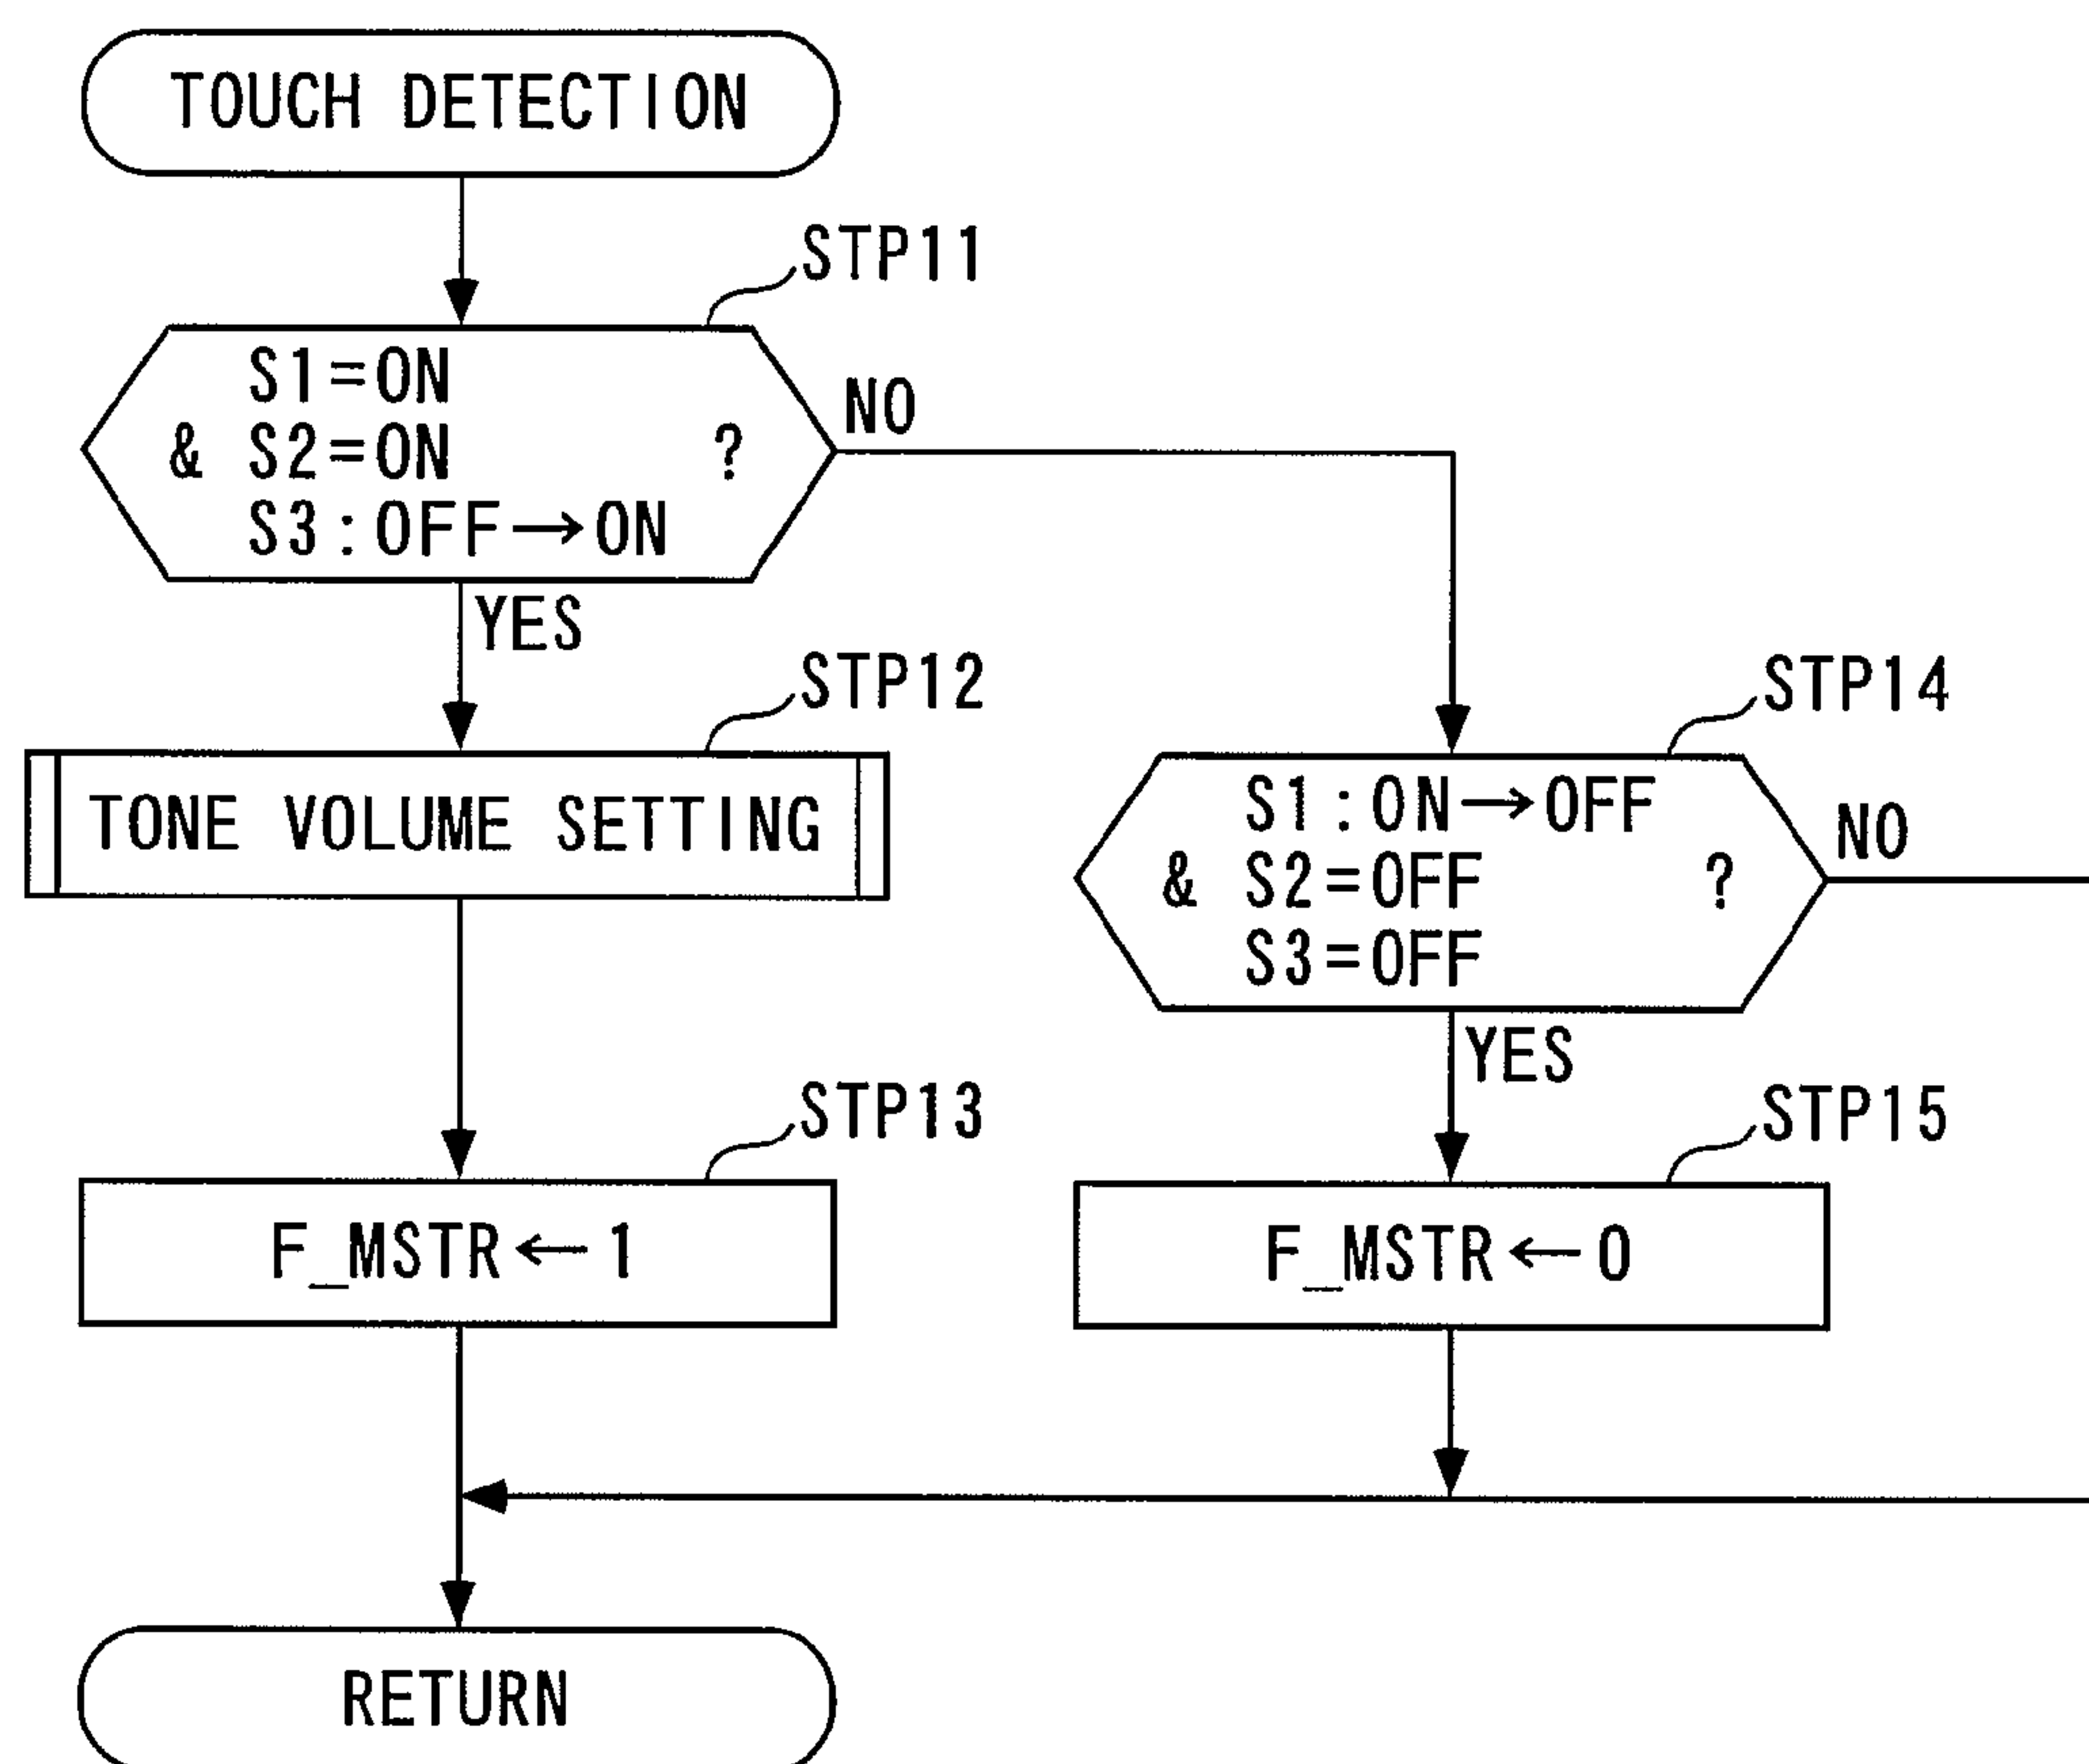 TOUCH DETECTION
STP11
S1=ON
& S2=ON ?
S3:OFF→ON
NO
YES
STP12
TONE VOLUME SETTING
STP14
S1:ON→OFF
& S2=OFF ?
S3=OFF
NO
YES
STP13
F_MSTR←1
STP15
F_MSTR←0
RETURN